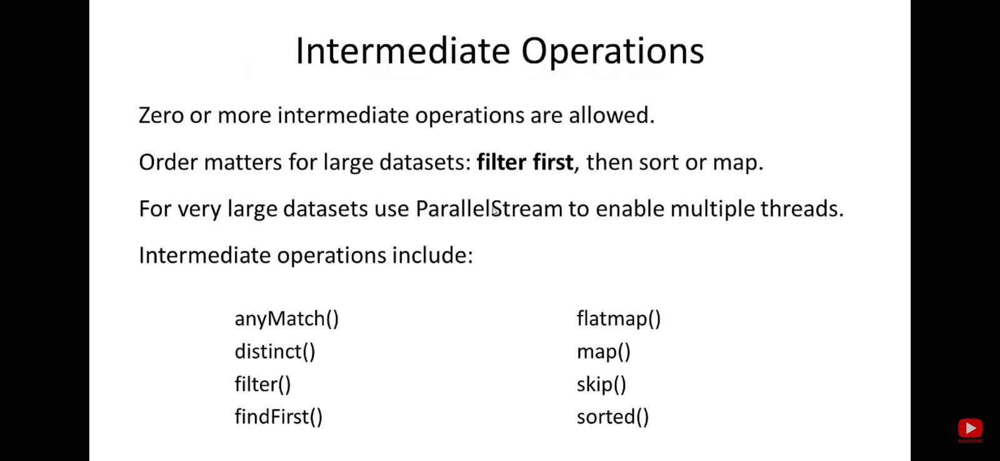 Intermediate Operations
Zero or more intermediate operations are allowed.
Order matters for large datasets: filter first, then sort or map.
For very large datasets use ParallelStream to enable multiple threads.
Intermediate operations include:
anyMatch()
distinct()
filter()
findFirst()
flatmap()
map()
skip()
sorted()
SUBSCRIBE